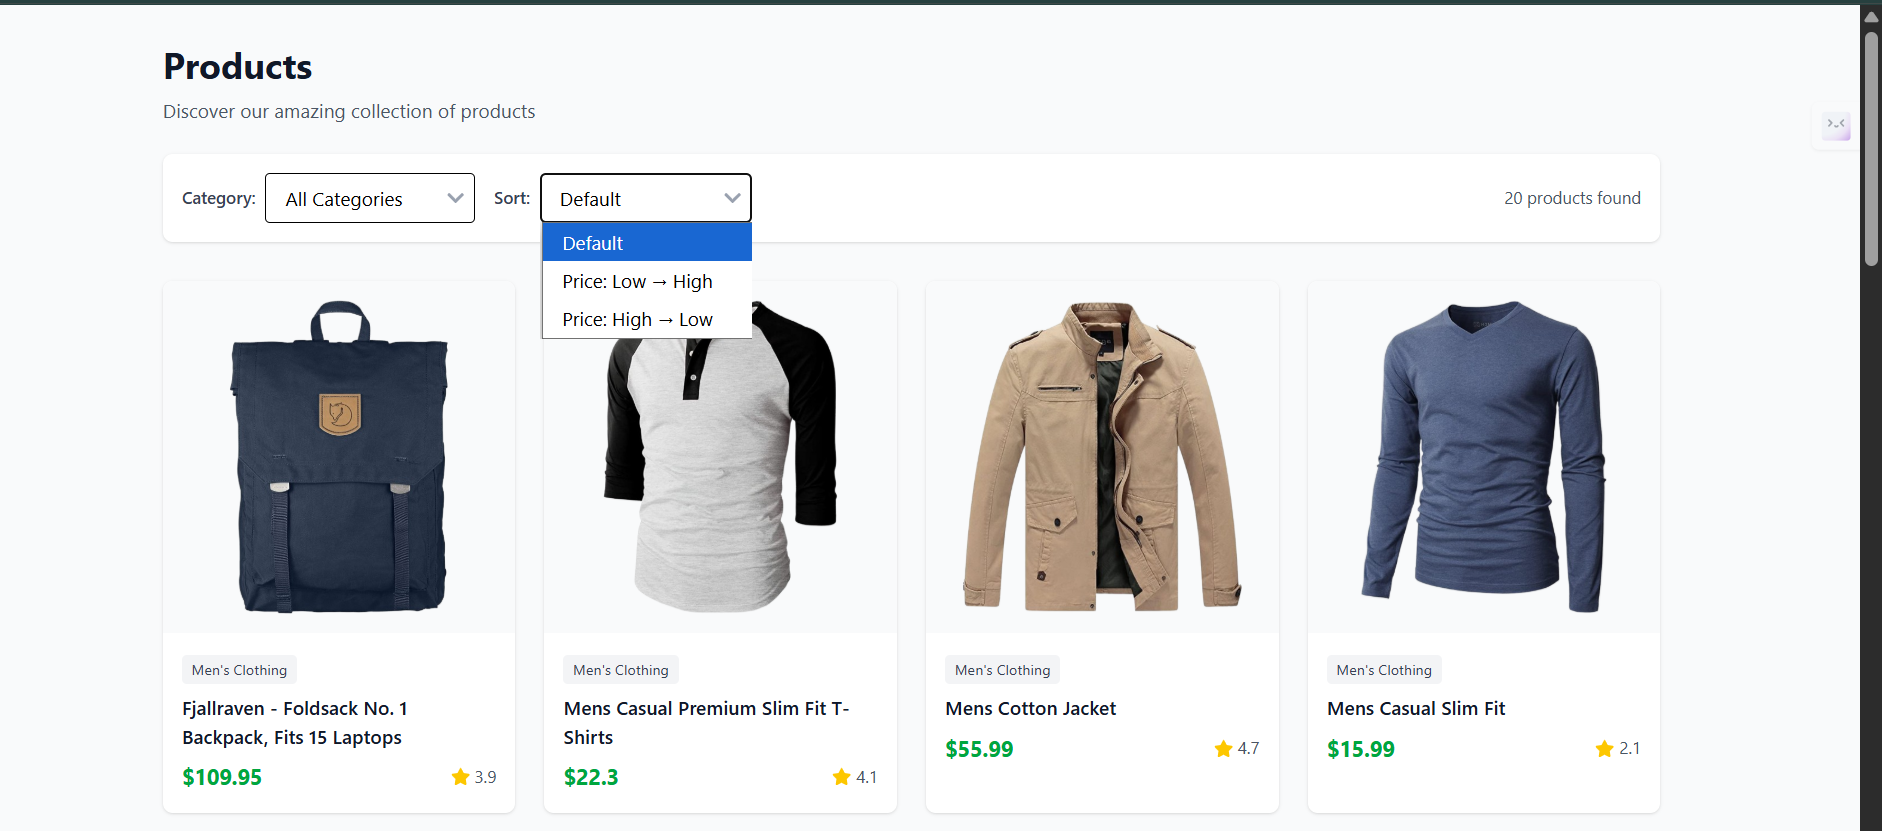 Products
Discover our amazing collection of products
Category:
All Categories
Sort:
Default
20 products found
Default
Price: Low → High
Price: High → Low
Men's Clothing
Fjallraven - Foldsack No. 1
Backpack, Fits 15 Laptops
$109.95
3.9
Men's Clothing
Mens Casual Premium Slim Fit T-
Shirts
$22.3
4.1
Men's Clothing
Mens Cotton Jacket
$55.99
4.7
Men's Clothing
Mens Casual Slim Fit
$15.99
2.1